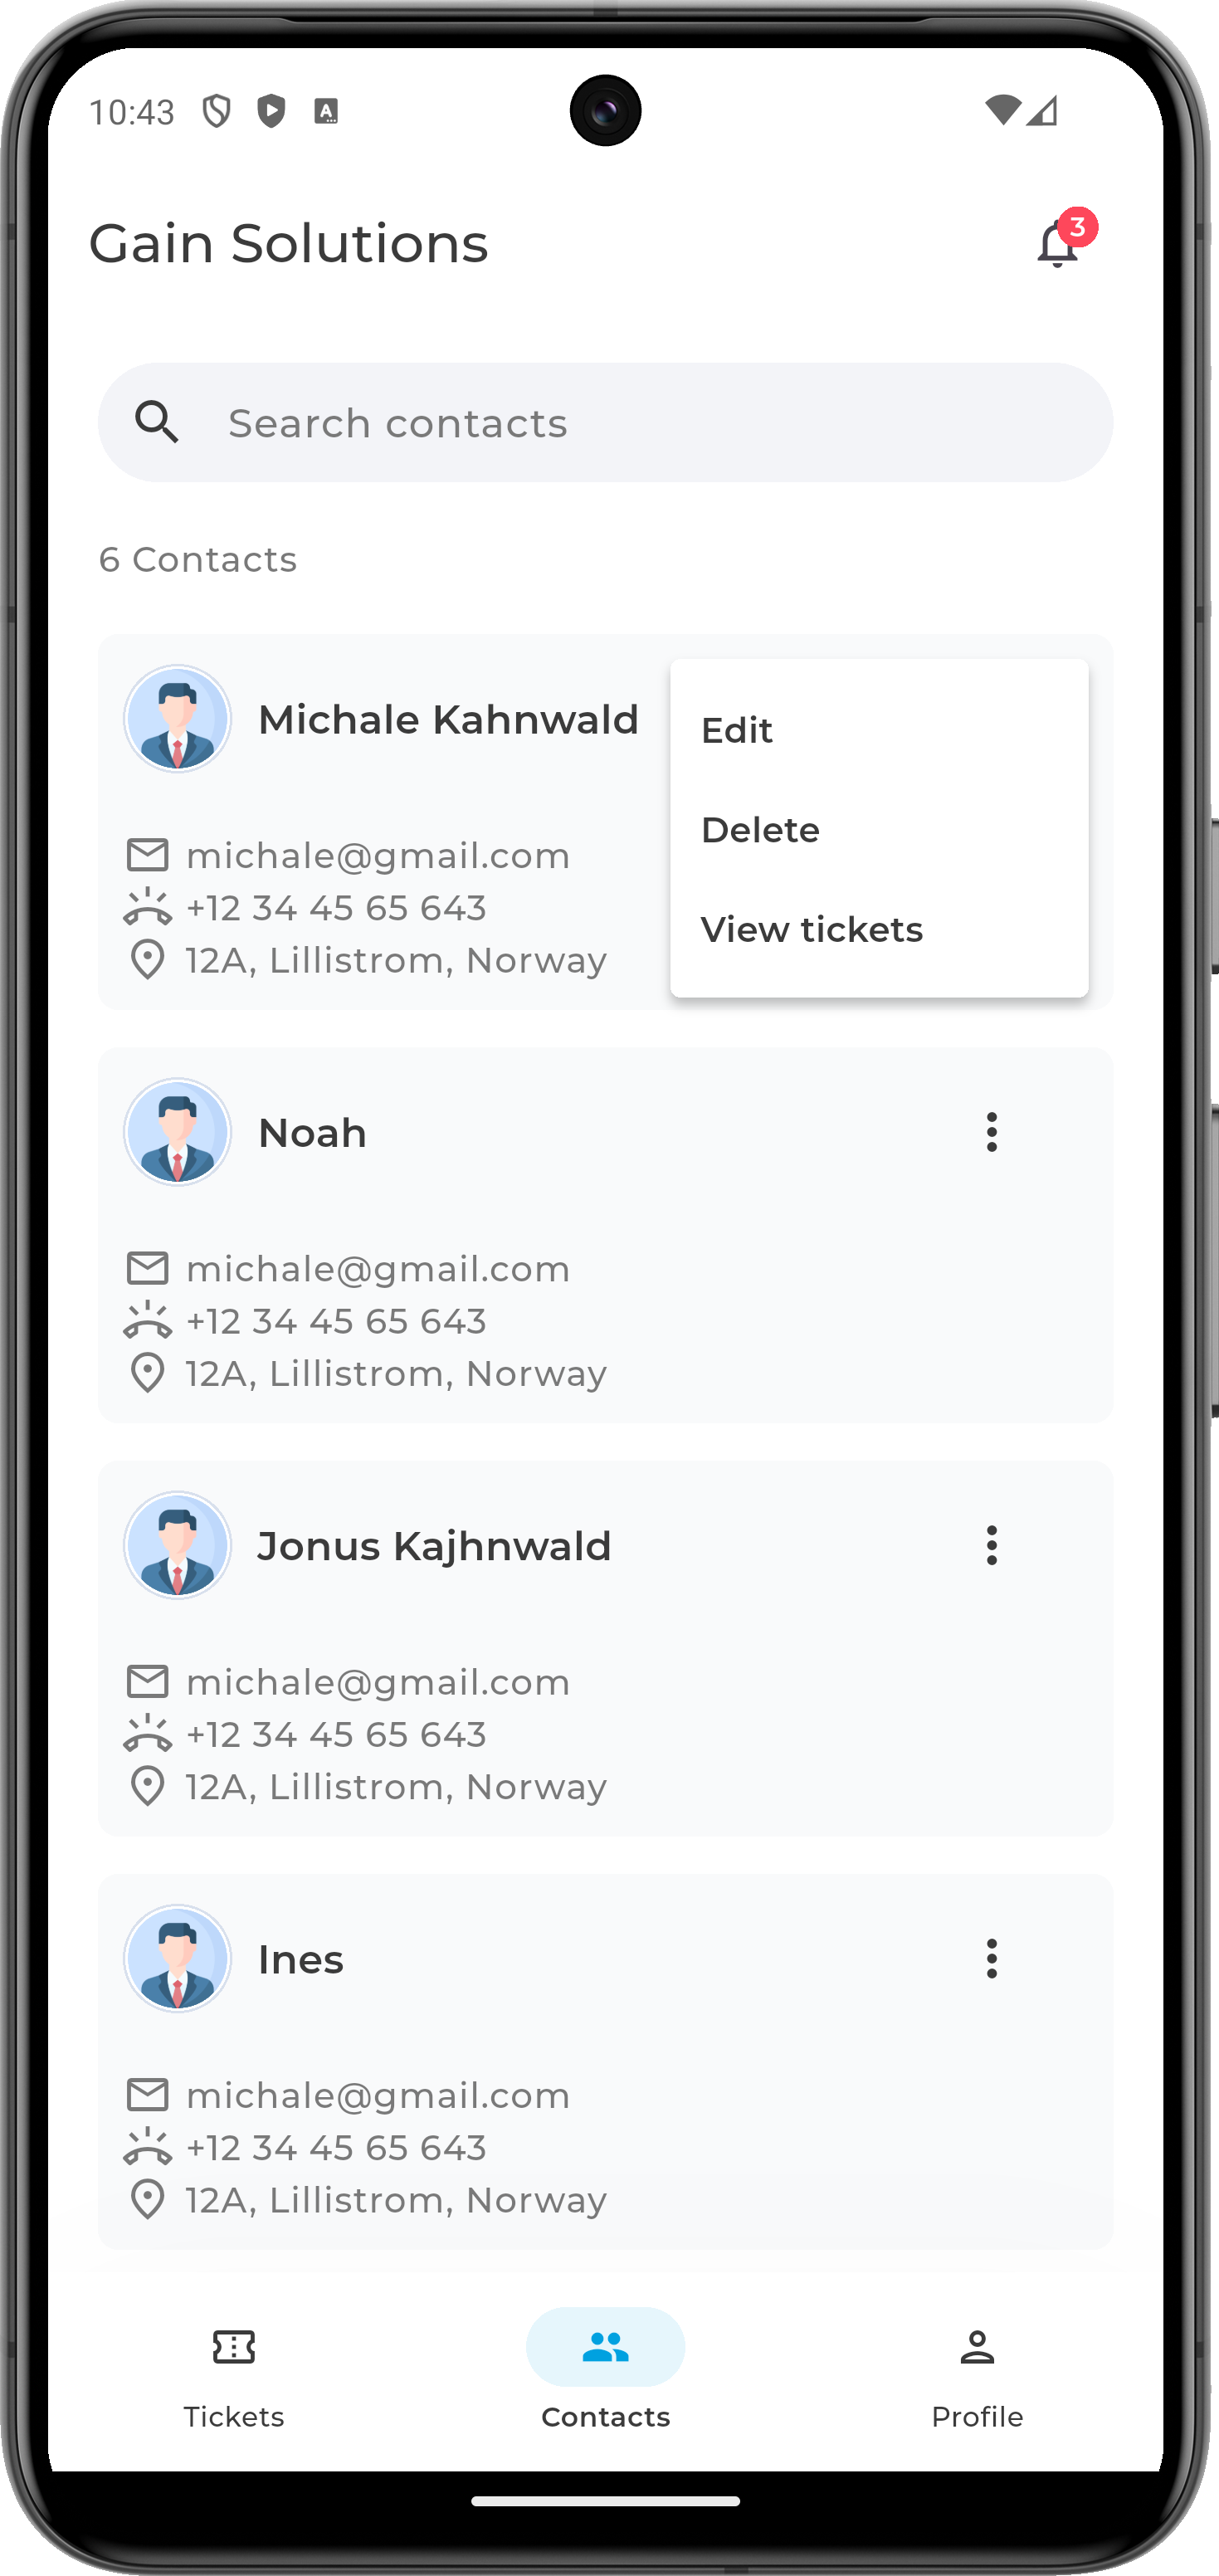 10:43
Gain Solutions
3
Search contacts
6 Contacts
Michale Kahnwald
Edit
Delete
View tickets
michale@gmail.com
+12 34 45 65 643
12A, Lillistrom, Norway
Noah
michale@gmail.com
+12 34 45 65 643
12A, Lillistrom, Norway
Jonus Kajhnwald
michale@gmail.com
+12 34 45 65 643
12A, Lillistrom, Norway
Ines
michale@gmail.com
+12 34 45 65 643
12A, Lillistrom, Norway
Tickets
Contacts
Profile